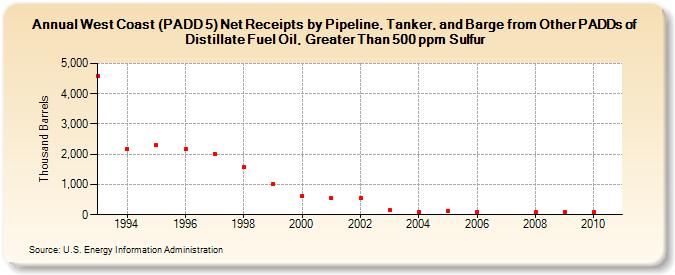 Annual West Coast (PADD 5) Net Receipts by Pipeline, Tanker, and Barge from Other PADDs of
Distillate Fuel Oil, Greater Than 500 ppm Sulfur
Thousand Barrels
5,000
4,000
3,000
2,000
1,000
0
1994 1996 1998 2000 2002 2004 2006 2008 2010
Source: U.S. Energy Information Administration